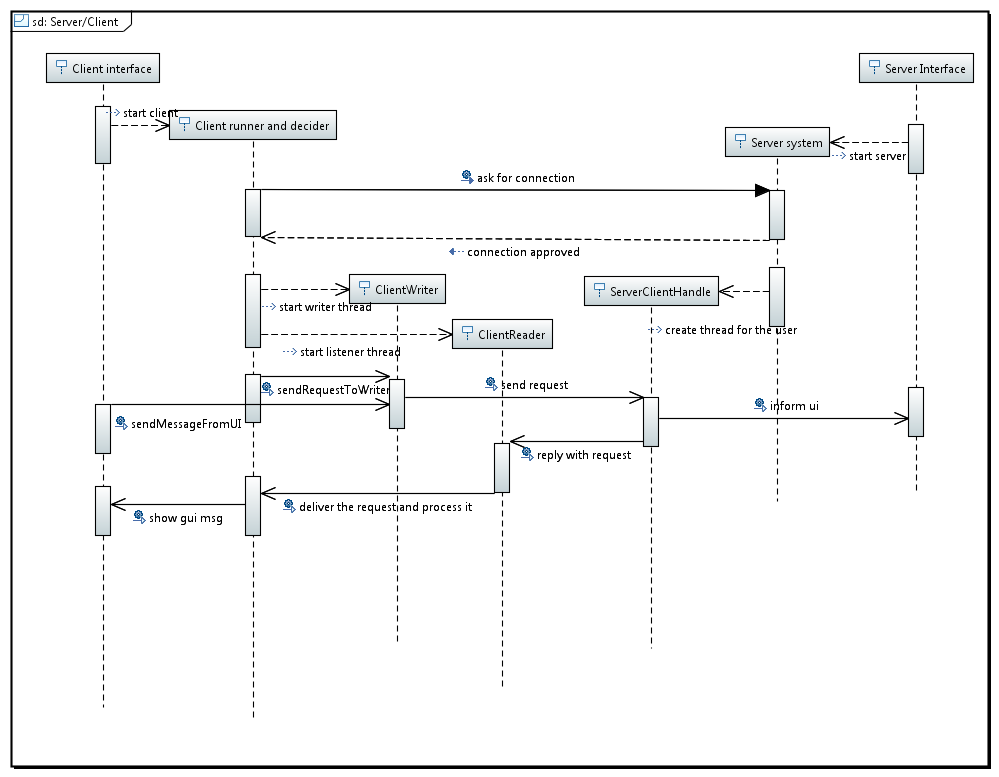 sd: Server/Client
Client interface
Server Interface
start client
Client runner and decider
Server system
start server
ask for connection
connection approved
ClientWriter
ServerClientHandle
start writer thread
ClientReader
create thread for the user
start listener thread
sendRequestToWriter
send request
inform ui
sendMessageFromUI
reply with request
deliver the request and process it
show gui msg